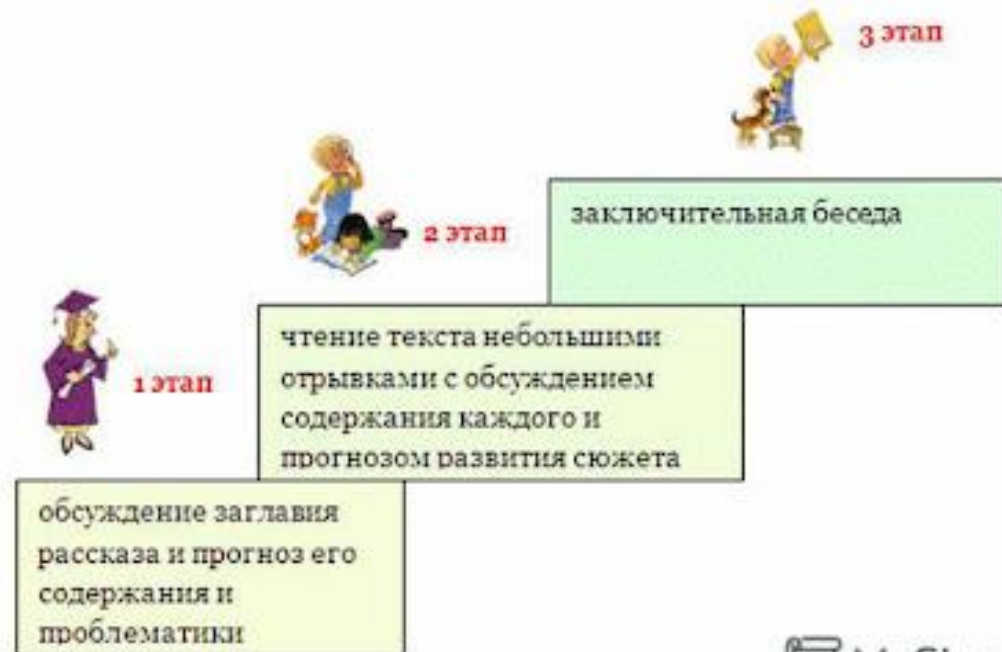 3 этап
заключительная беседа
2 этап
чтение текста небольшими
отрывками с обсуждением
содержания каждого и
прогнозом развития сюжета
1 этап
обсуждение заглавия
рассказа и прогноз его
содержания и
проблематики